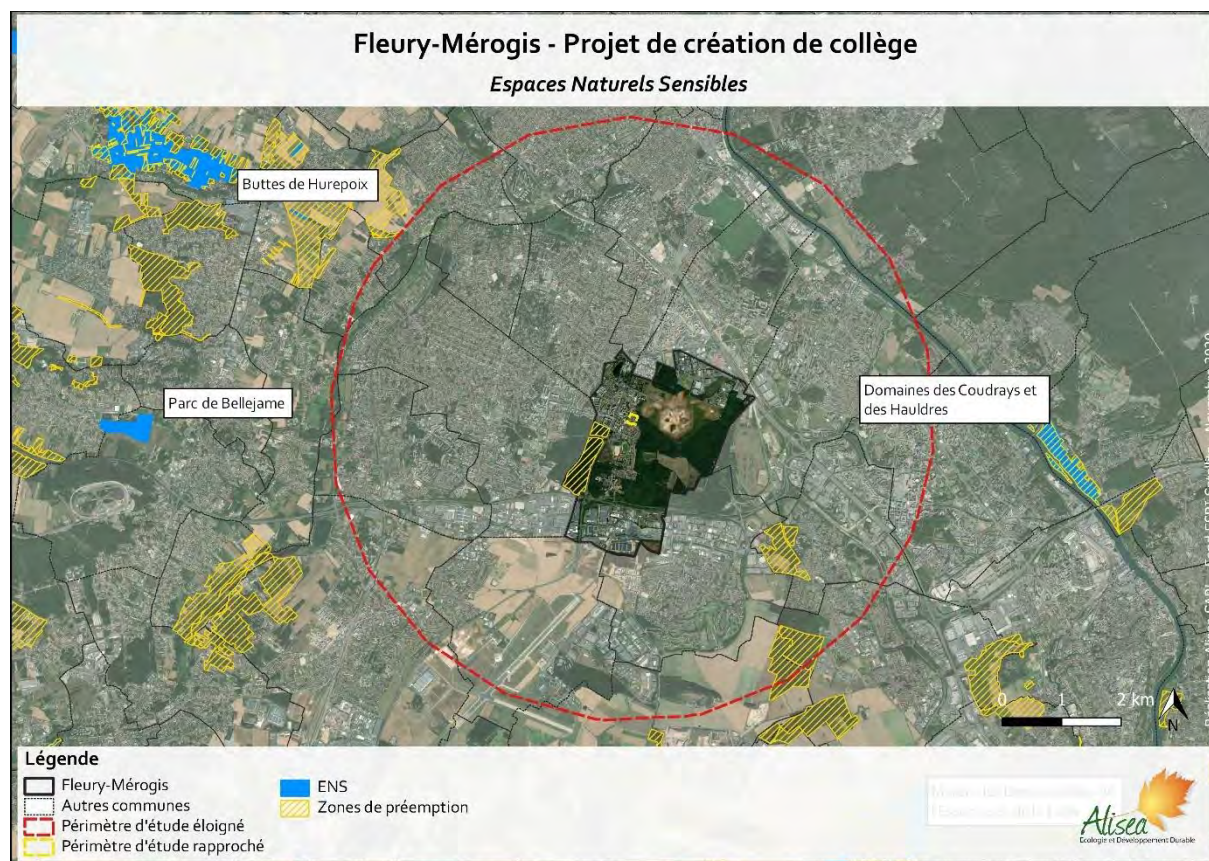 Fleury-Mérogis - Projet de création de collège
Espaces Naturels Sensibles
Buttes de Hurepoix
Parc de Bellejame
Domaines des Coudrays et
des Hauldres
0 1 2 km
N
Légende
Fleury-Mérogis
Autres communes
Périmètre d'étude éloigné
Périmètre d'étude rapproché
ENS
Zones de préemption
Alisea
Ecologie et Développement Durable